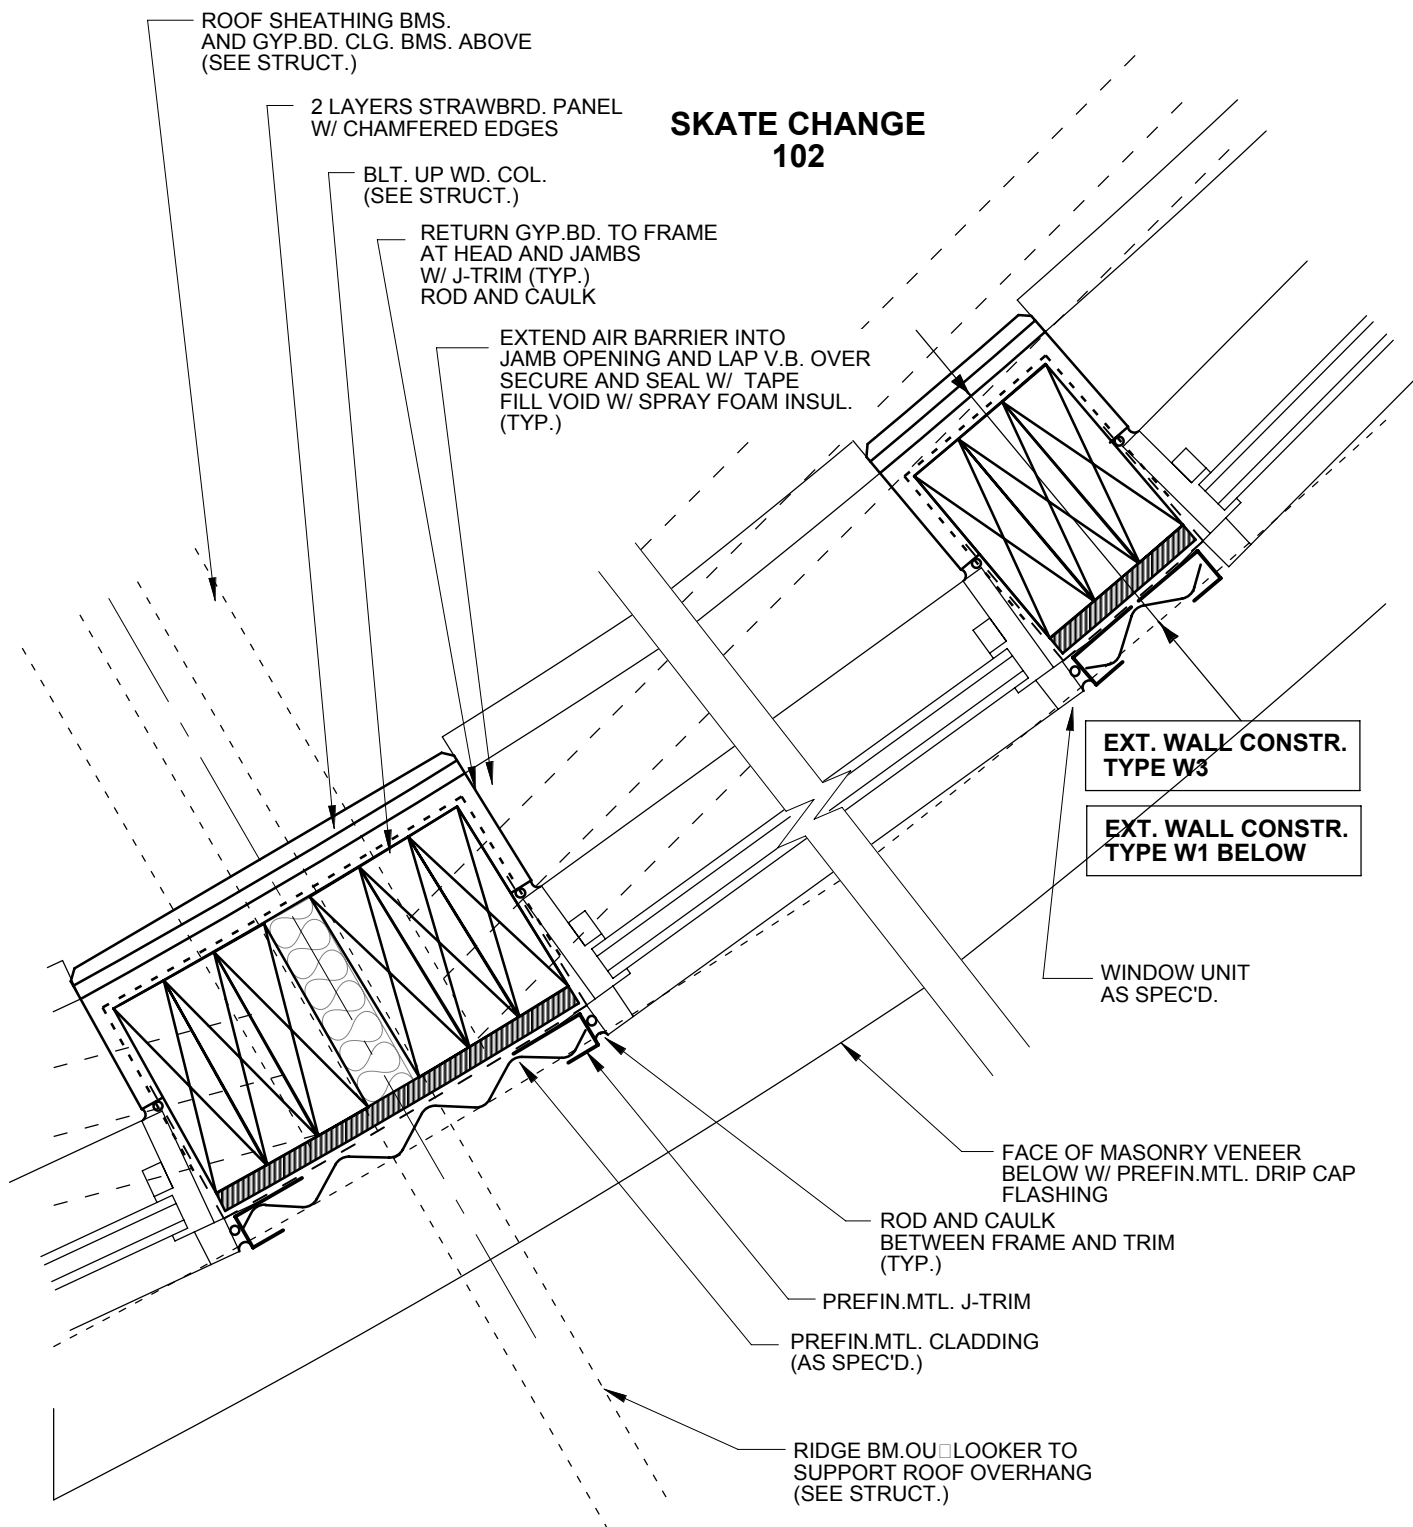 ROOF SHEATHING BMS.
AND GYP.BD. CLG. BMS. ABOVE
(SEE STRUCT.)
2 LAYERS STRAWBRD. PANEL
W/ CHAMFERED EDGES
SKATE CHANGE
102
BLT. UP WD. COL.
(SEE STRUCT.)
RETURN GYP.BD. TO FRAME
AT HEAD AND JAMBS
W/ J-TRIM (TYP.)
ROD AND CAULK
EXTEND AIR BARRIER INTO
JAMB OPENING AND LAP V.B. OVER
SECURE AND SEAL W/ TAPE
FILL VOID W/ SPRAY FOAM INSUL.
(TYP.)
EXT. WALL CONSTR.
TYPE W3
EXT. WALL CONSTR.
TYPE W1 BELOW
WINDOW UNIT
AS SPEC'D.
FACE OF MASONRY VENEER
BELOW W/ PREFIN.MTL. DRIP CAP
FLASHING
ROD AND CAULK
BETWEEN FRAME AND TRIM
(TYP.)
PREFIN.MTL. J-TRIM
PREFIN.MTL. CLADDING
(AS SPEC'D.)
RIDGE BM.OU□LOOKER TO
SUPPORT ROOF OVERHANG
(SEE STRUCT.)